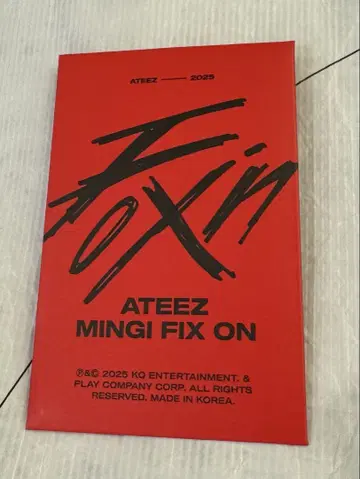 ATEEZ — 2025
Fix
on
ATEEZ
MINGI FIX ON
℗&© 2025 KQ ENTERTAINMENT. &
PLAY COMPANY CORP. ALL RIGHTS
RESERVED. MADE IN KOREA.